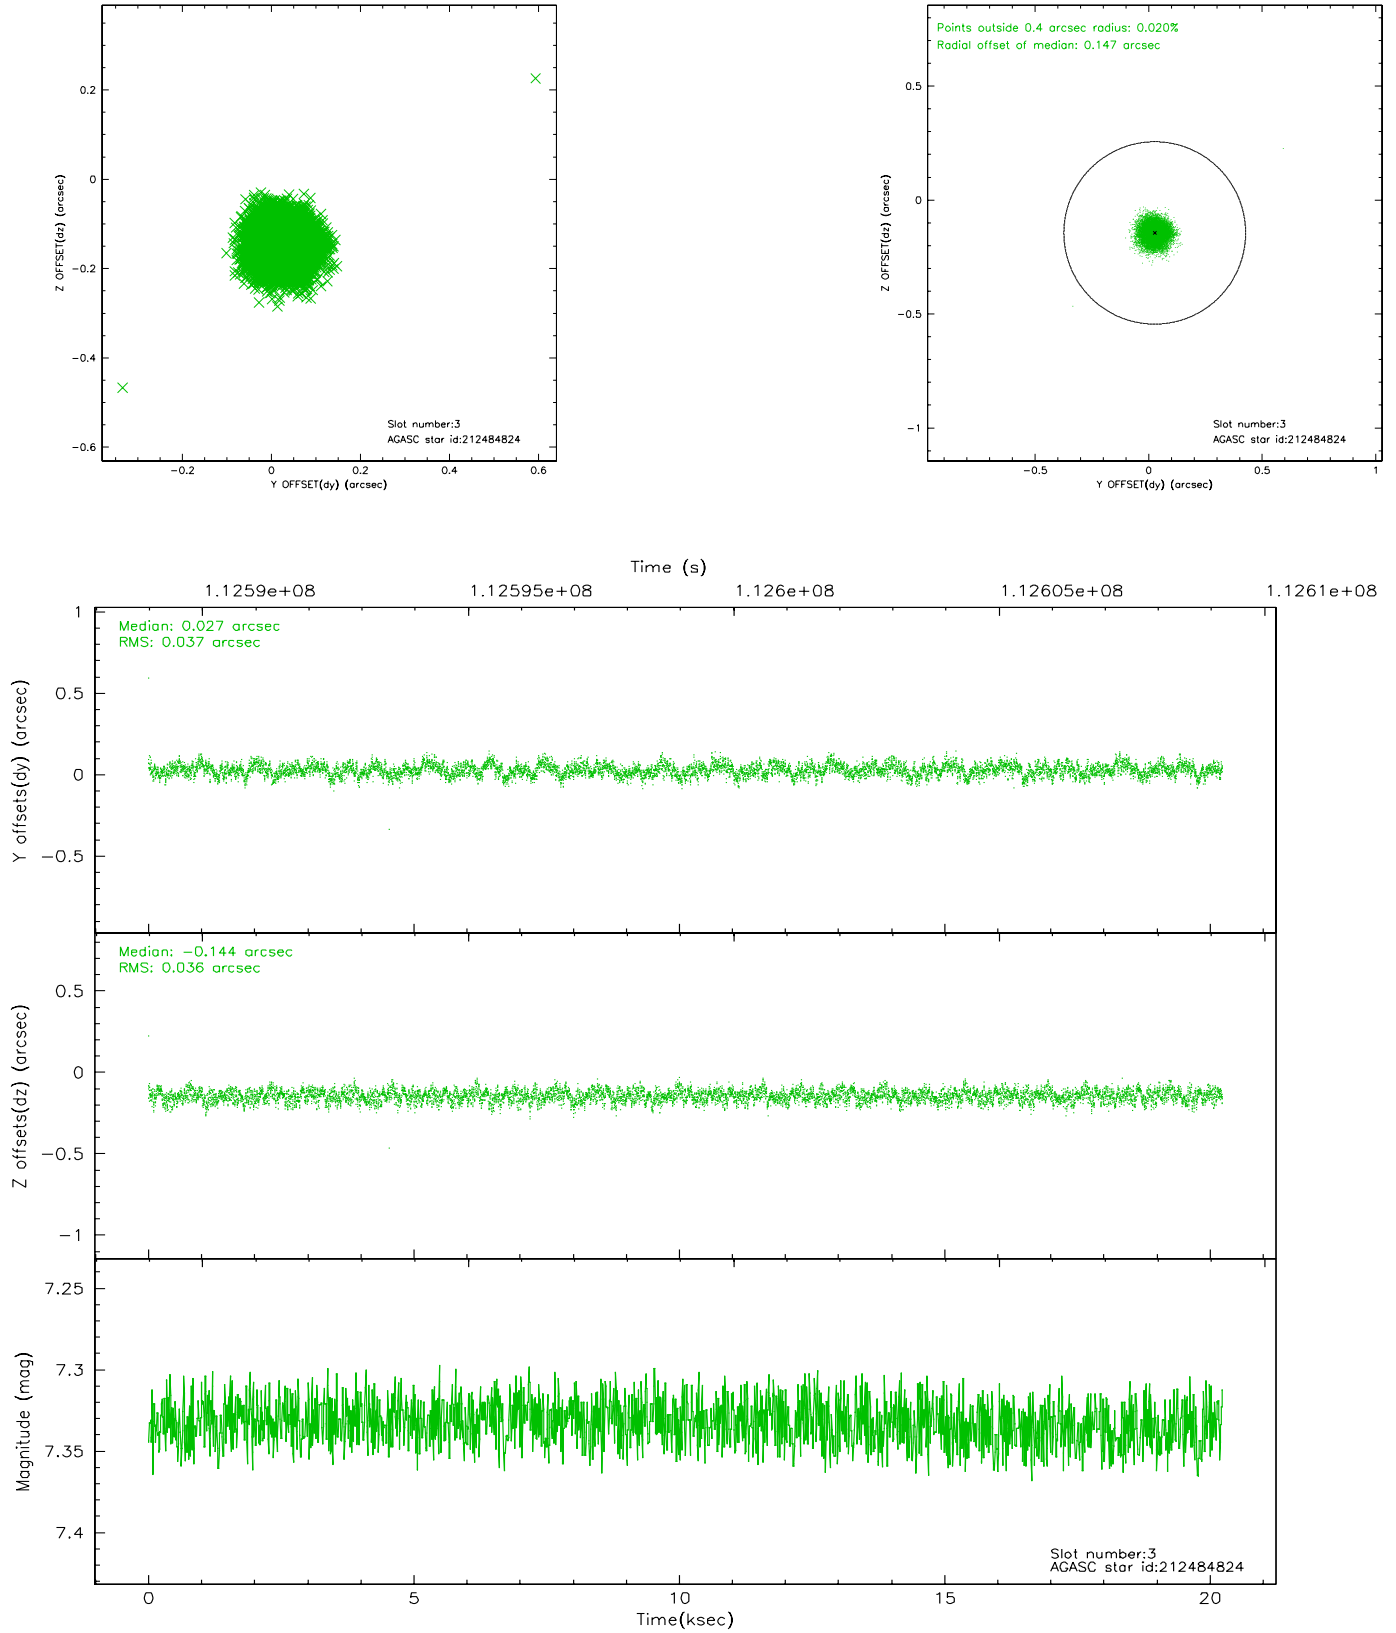 0.2
0
−0.2
−0.4
−0.6
Z OFFSET(dz) (arcsec)
Slot number:3
AGASC star id:212484824
−0.2 0 0.2 0.4 0.6
Y OFFSET(dy) (arcsec)
Points outside 0.4 arcsec radius: 0.020%
Radial offset of median: 0.147 arcsec
0.5
0
−0.5
−1
Z OFFSET(dz) (arcsec)
Slot number:3
AGASC star id:212484824
−0.5 0 0.5 1
Y OFFSET(dy) (arcsec)
Time (s)
1.1259e+08 1.12595e+08 1.126e+08 1.12605e+08 1.1261e+08
1
0.5
0
−0.5
Y offsets(dy) (arcsec)
Median: 0.027 arcsec
RMS: 0.037 arcsec
0.5
0
−0.5
−1
Z offsets(dz) (arcsec)
Median: −0.144 arcsec
RMS: 0.036 arcsec
7.25
7.3
7.35
7.4
Magnitude (mag)
Slot number:3
AGASC star id:212484824
0 5 10 15 20
Time(ksec)